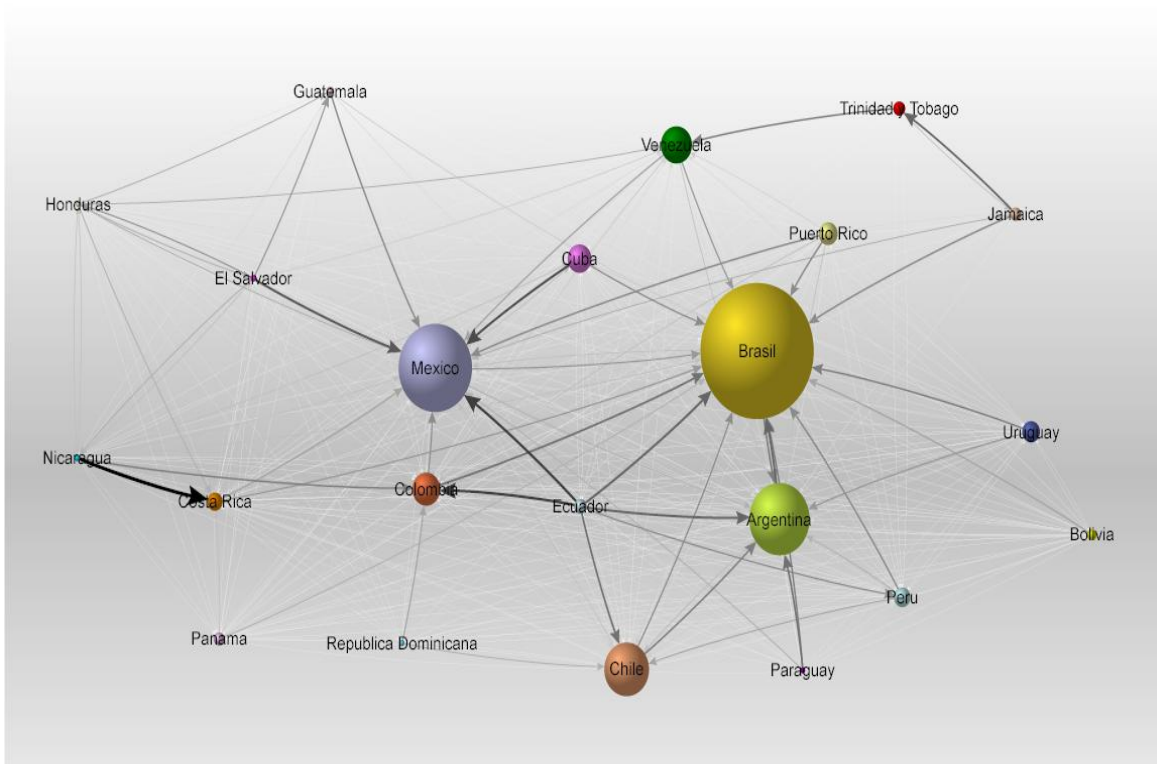 Guatemala
Trinidad y Tobago
Venezuela
Honduras
Jamaica
Puerto Rico
Cuba
El Salvador
Brasil
Mexico
Uruguay
Nicaragua
Colombia
Costa Rica
Ecuador
Argentina
Bolivia
Peru
Panama
Republica Dominicana
Chile
Paraguay